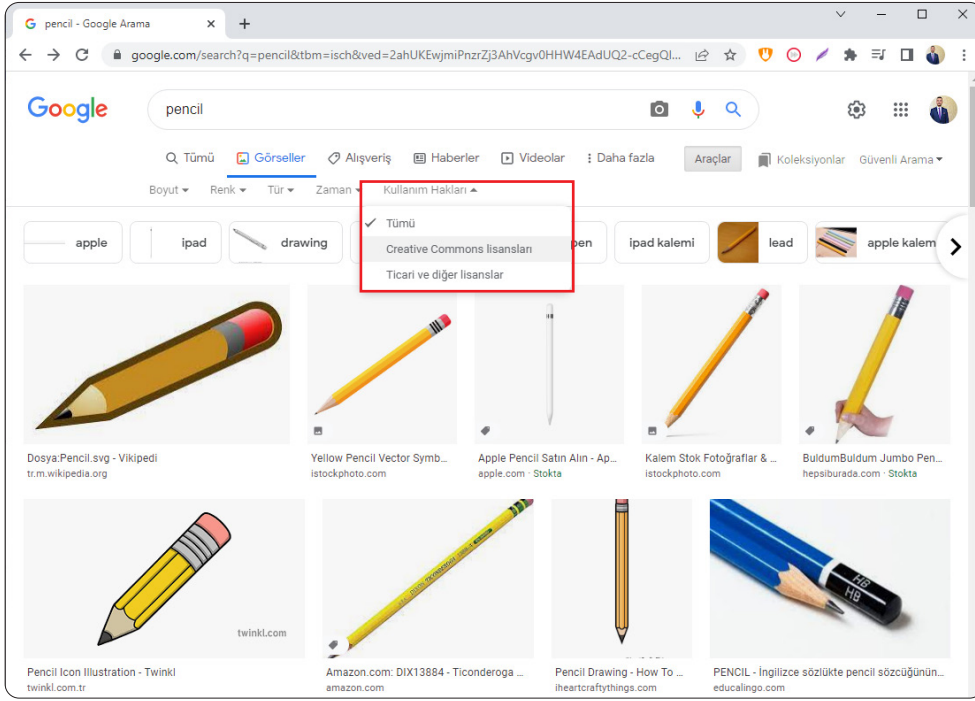 pencil - Google Arama
google.com/search?q=pencil&tbm=isch&ved=2ahUKEwjmiPnzrZj3AhVcgv0HHW4EAdUQ2-cCegQI...
Google
pencil
Tümü Görseller Alışveriş Haberler Videolar Daha fazla Araçlar Koleksiyonlar Güvenli Arama
Boyut Renk Tür Zaman Kullanım Hakları
Tümü
Creative Commons lisansları
Ticari ve diğer lisanslar
apple ipad drawing pen ipad kalemi lead apple kalem
Dosya:Pencil.svg - Vikipedi
tr.m.wikipedia.org
Yellow Pencil Vector Symb...
istockphoto.com
Apple Pencil Satın Alın - Ap...
apple.com · Stokta
Kalem Stok Fotoğraflar & ...
istockphoto.com
BuldumBuldum Jumbo Pen...
hepsiburada.com · Stokta
twinkl.com
HB
HB
Pencil Icon Illustration - Twinkl
twinkl.com.tr
Amazon.com: DIX13884 - Ticonderoga ...
amazon.com
Pencil Drawing - How To ...
iheartcraftythings.com
PENCIL - İngilizce sözlükte pencil sözcüğünün...
educalingo.com